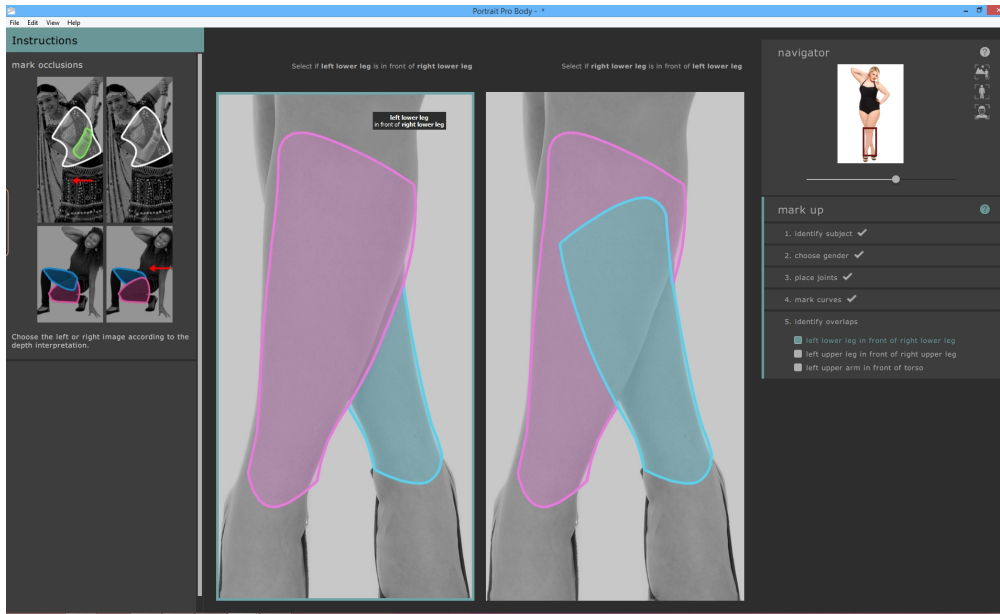 Portrait Pro Body - *
File Edit View Help
Instructions
mark occlusions
Choose the left or right image according to the
depth interpretation.
Select if left lower leg is in front of right lower leg
left lower leg
in front of right lower leg
Select if right lower leg is in front of left lower leg
navigator
?
mark up
?
1. identify subject
2. choose gender
3. place joints
4. mark curves
5. identify overlaps
left lower leg in front of right lower leg
left upper leg in front of right upper leg
left upper arm in front of torso